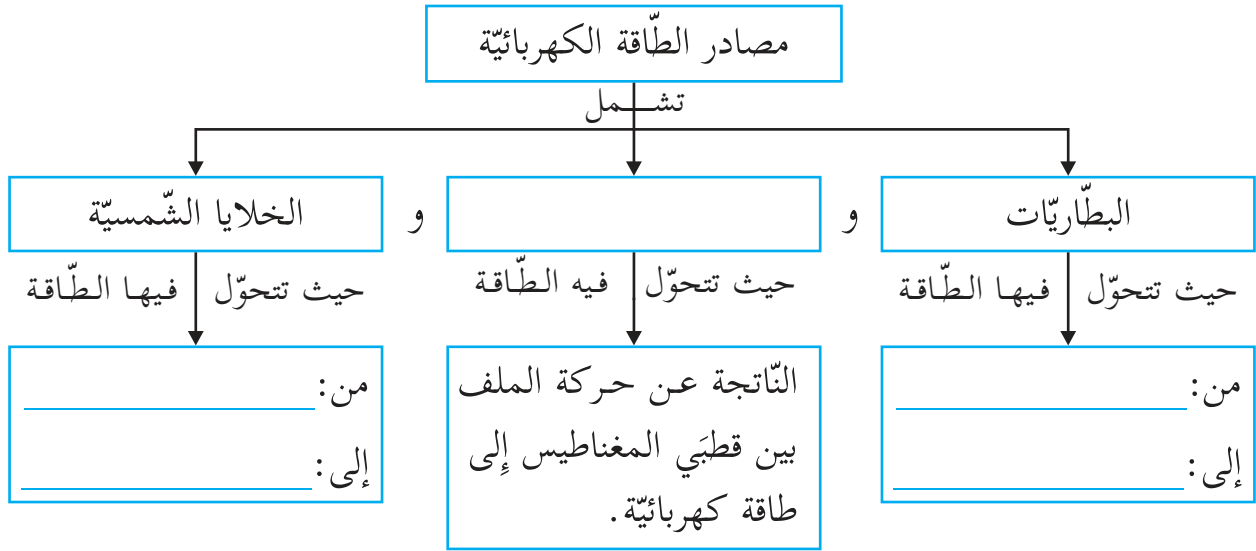 مصادر الطّاقة الكهربائيّة
تشـــمل
البطّاريّات
و
و
الخلايا الشّمسيّة
حيث تتحوّل فيها الطّاقة
حيث تتحوّل فيه الطّاقة
حيث تتحوّل فيها الطّاقة
من:
إلى:
النّاتجة عن حركة الملف
بين قطبَي المغناطيس إِلى
طاقة كهربائيّة.
من:
إلى: